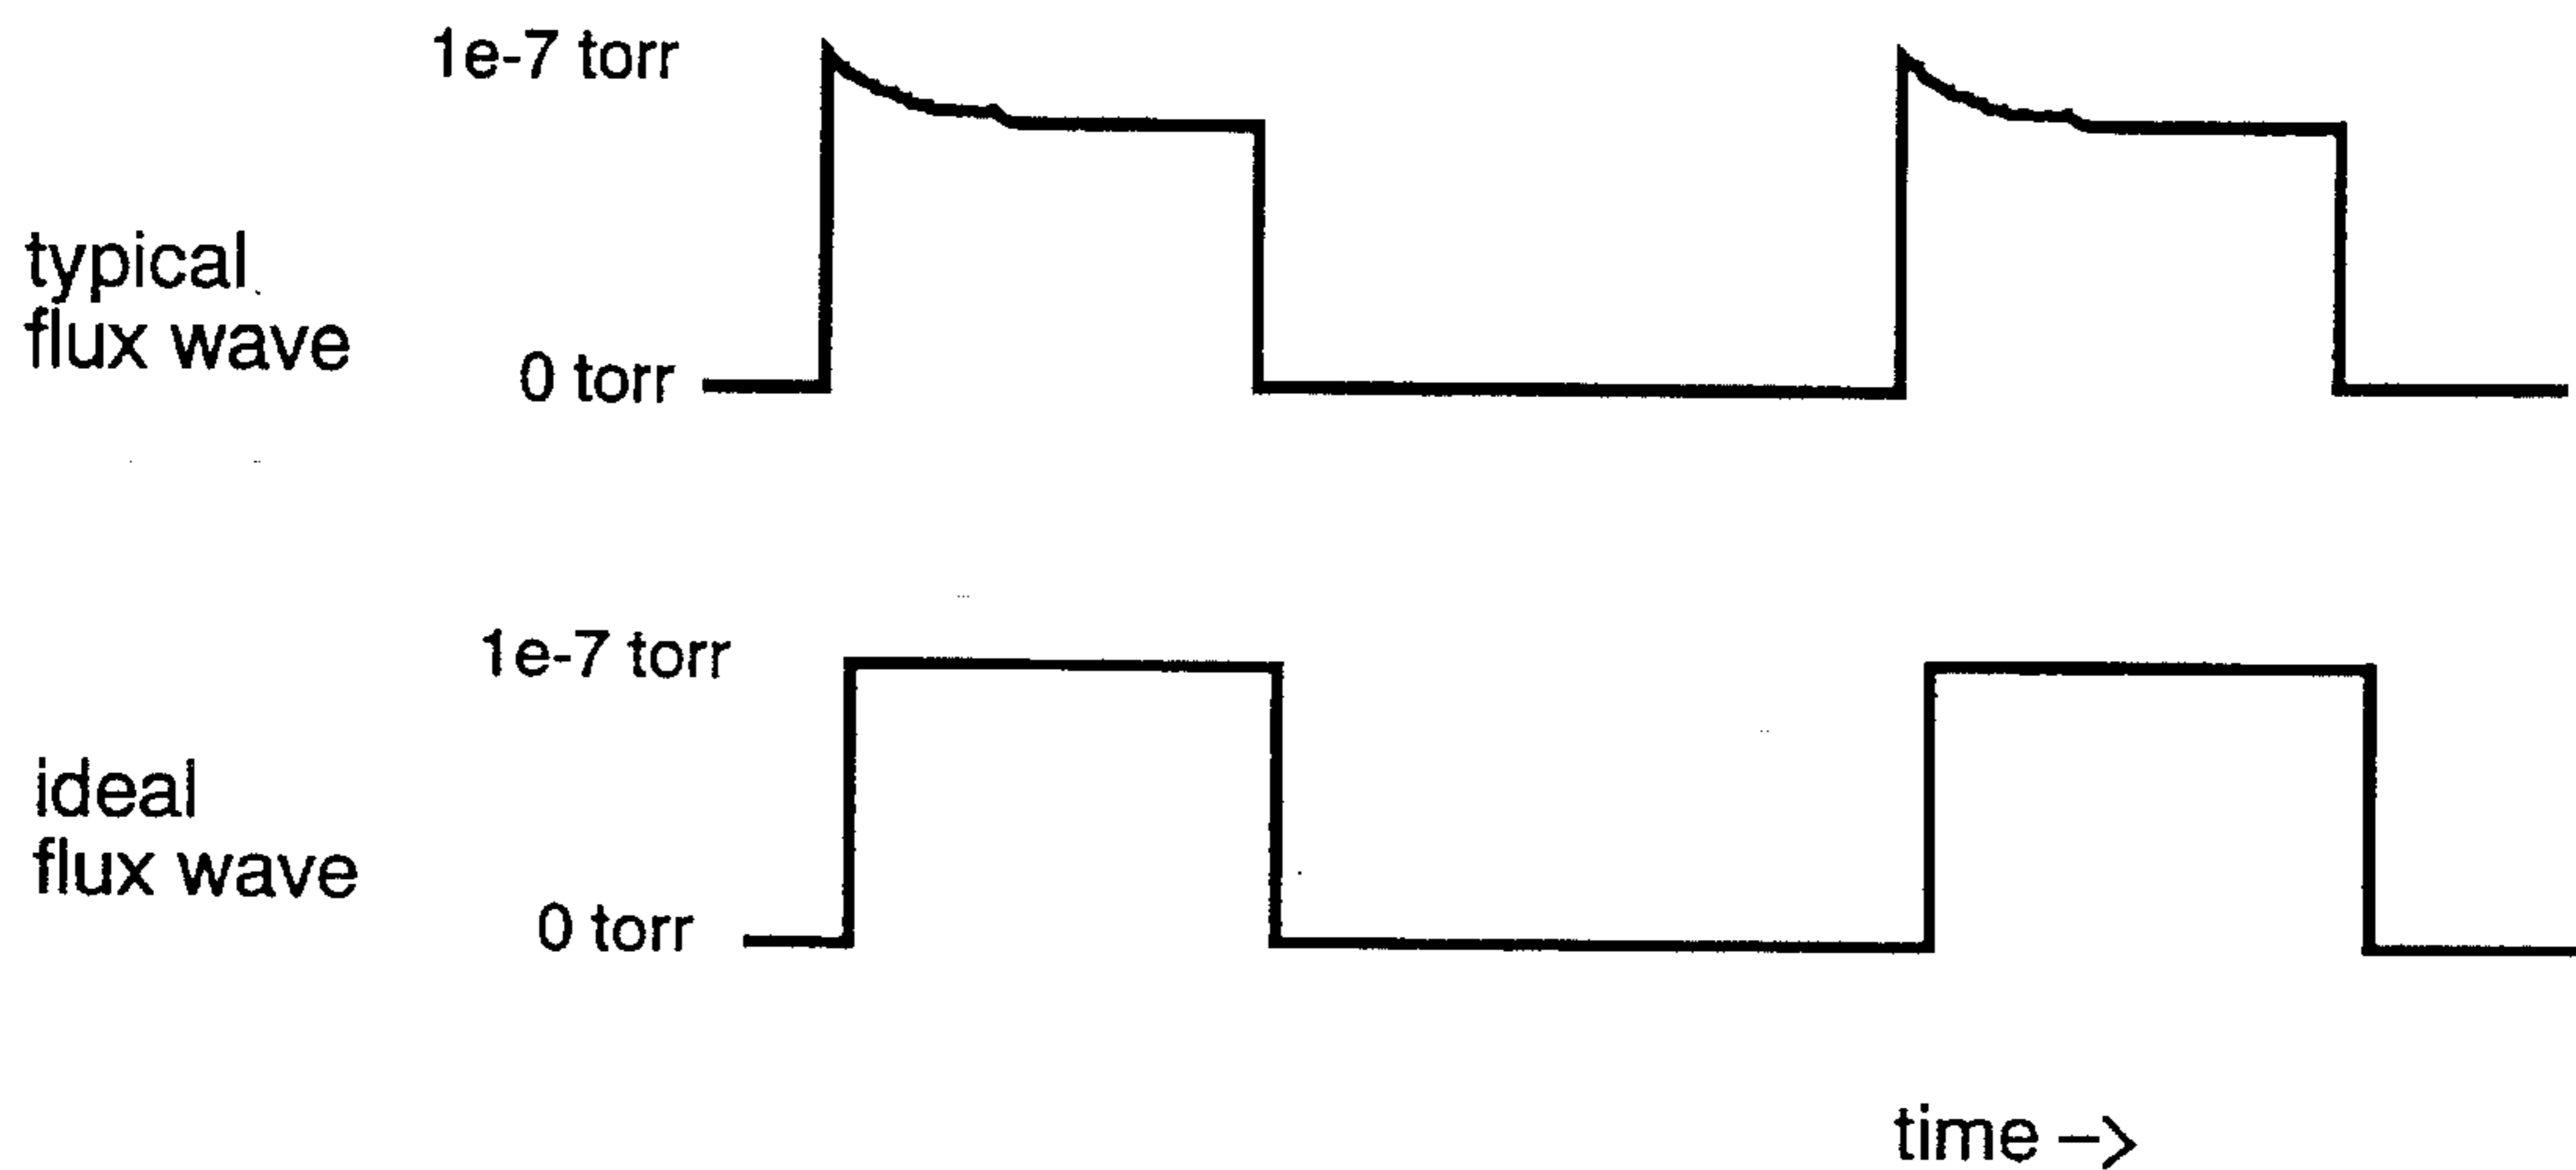 1e-7 torr
typical
flux wave
0 torr
1e-7 torr
ideal
flux wave
0 torr
time –>